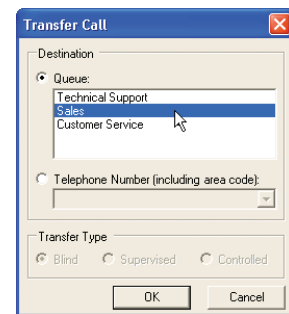 Transfer Call
Destination
Queue:
Technical Support
Sales
Customer Service
Telephone Number (including area code):
Transfer Type
Blind Supervised Controlled
OK Cancel